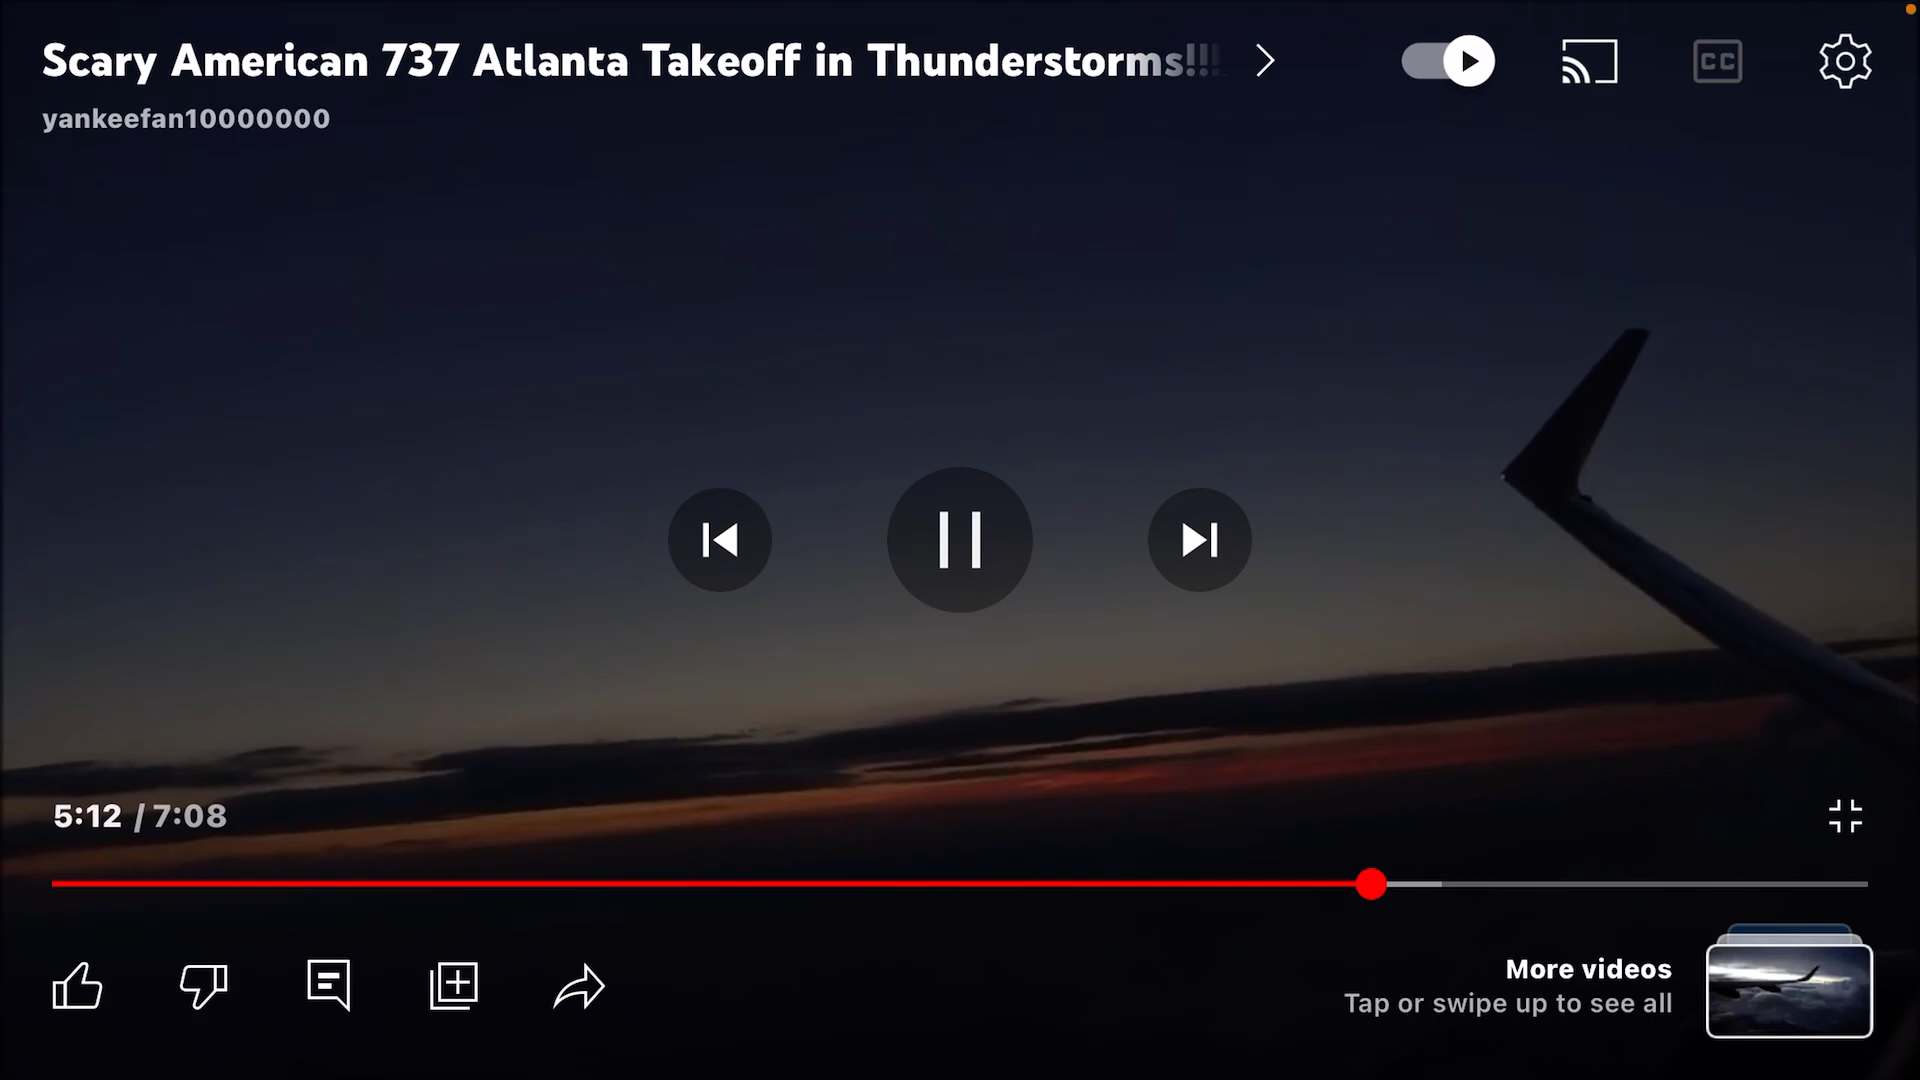 Scary American 737 Atlanta Takeoff in Thunderstorms!!!
yankeefan10000000
CC
5:12 / 7:08
More videos
Tap or swipe up to see all